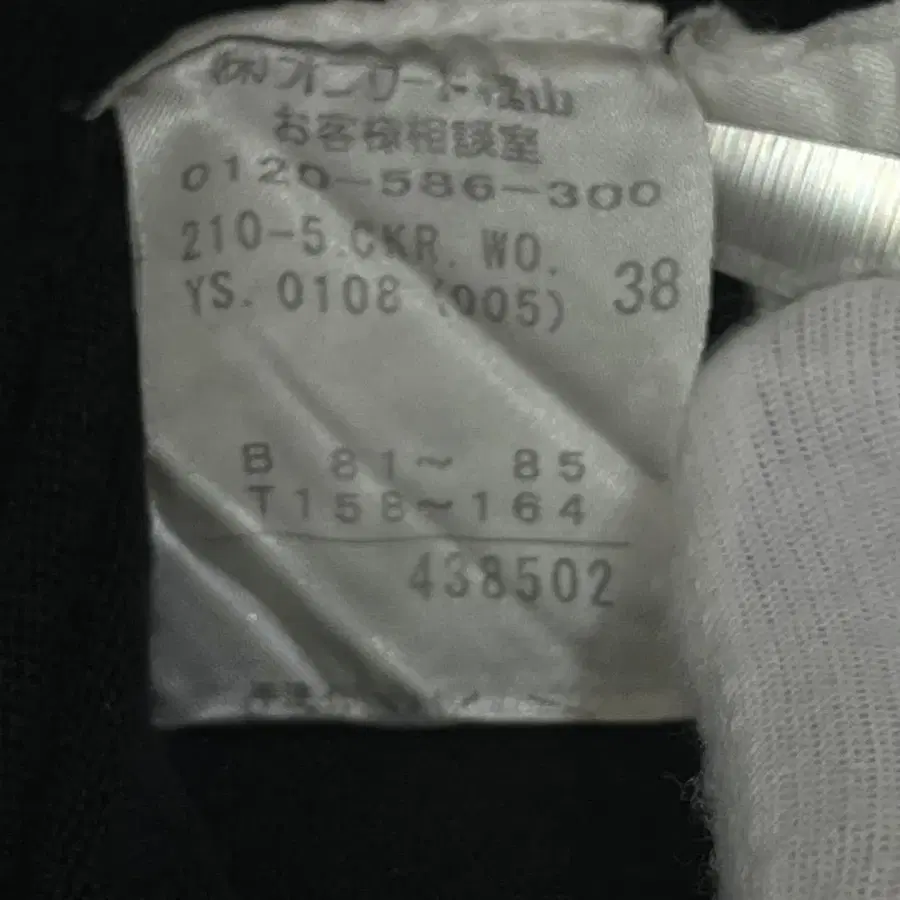 (株)オンワード樫山
お客様相談室
0120-586-300
210-5.CKR.WO.
YS.0108 (005) 38
B 81~ 85
T158~164
438502